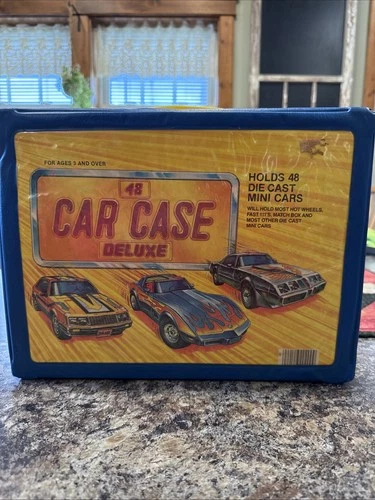 FOR AGES 3 AND OVER
48
CAR CASE
DELUXE
HOLDS 48
DIE CAST
MINI CARS
WILL HOLD MOST HOT WHEELS,
FAST 111'S, MATCH BOX AND
MOST OTHER DIE CAST
MINI CARS